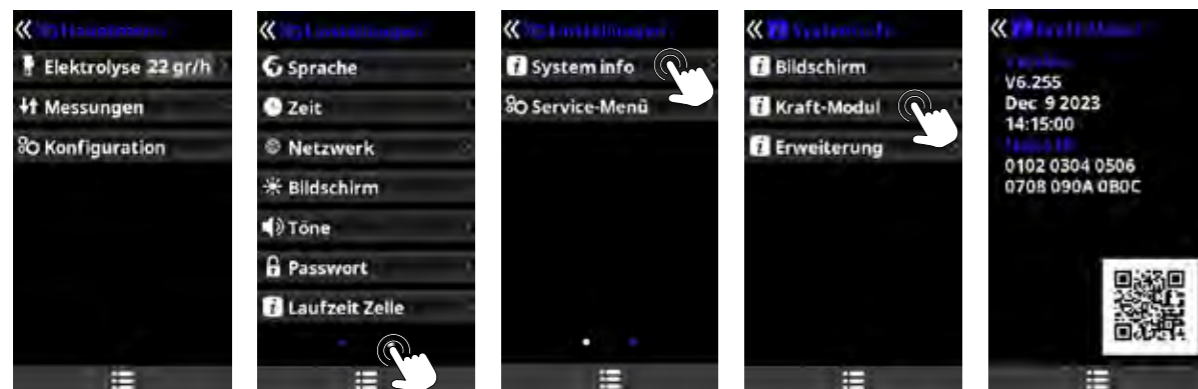 Elektrolyse 22 gr/h
Messungen
Konfiguration
Sprache
Zeit
Netzwerk
Bildschirm
Töne
Passwort
Laufzeit Zelle
System info
Service-Menü
Bildschirm
Kraft-Modul
Erweiterung
V6.255
Dec 9 2023
14:15:00
0102 0304 0506
0708 090A 0B0C